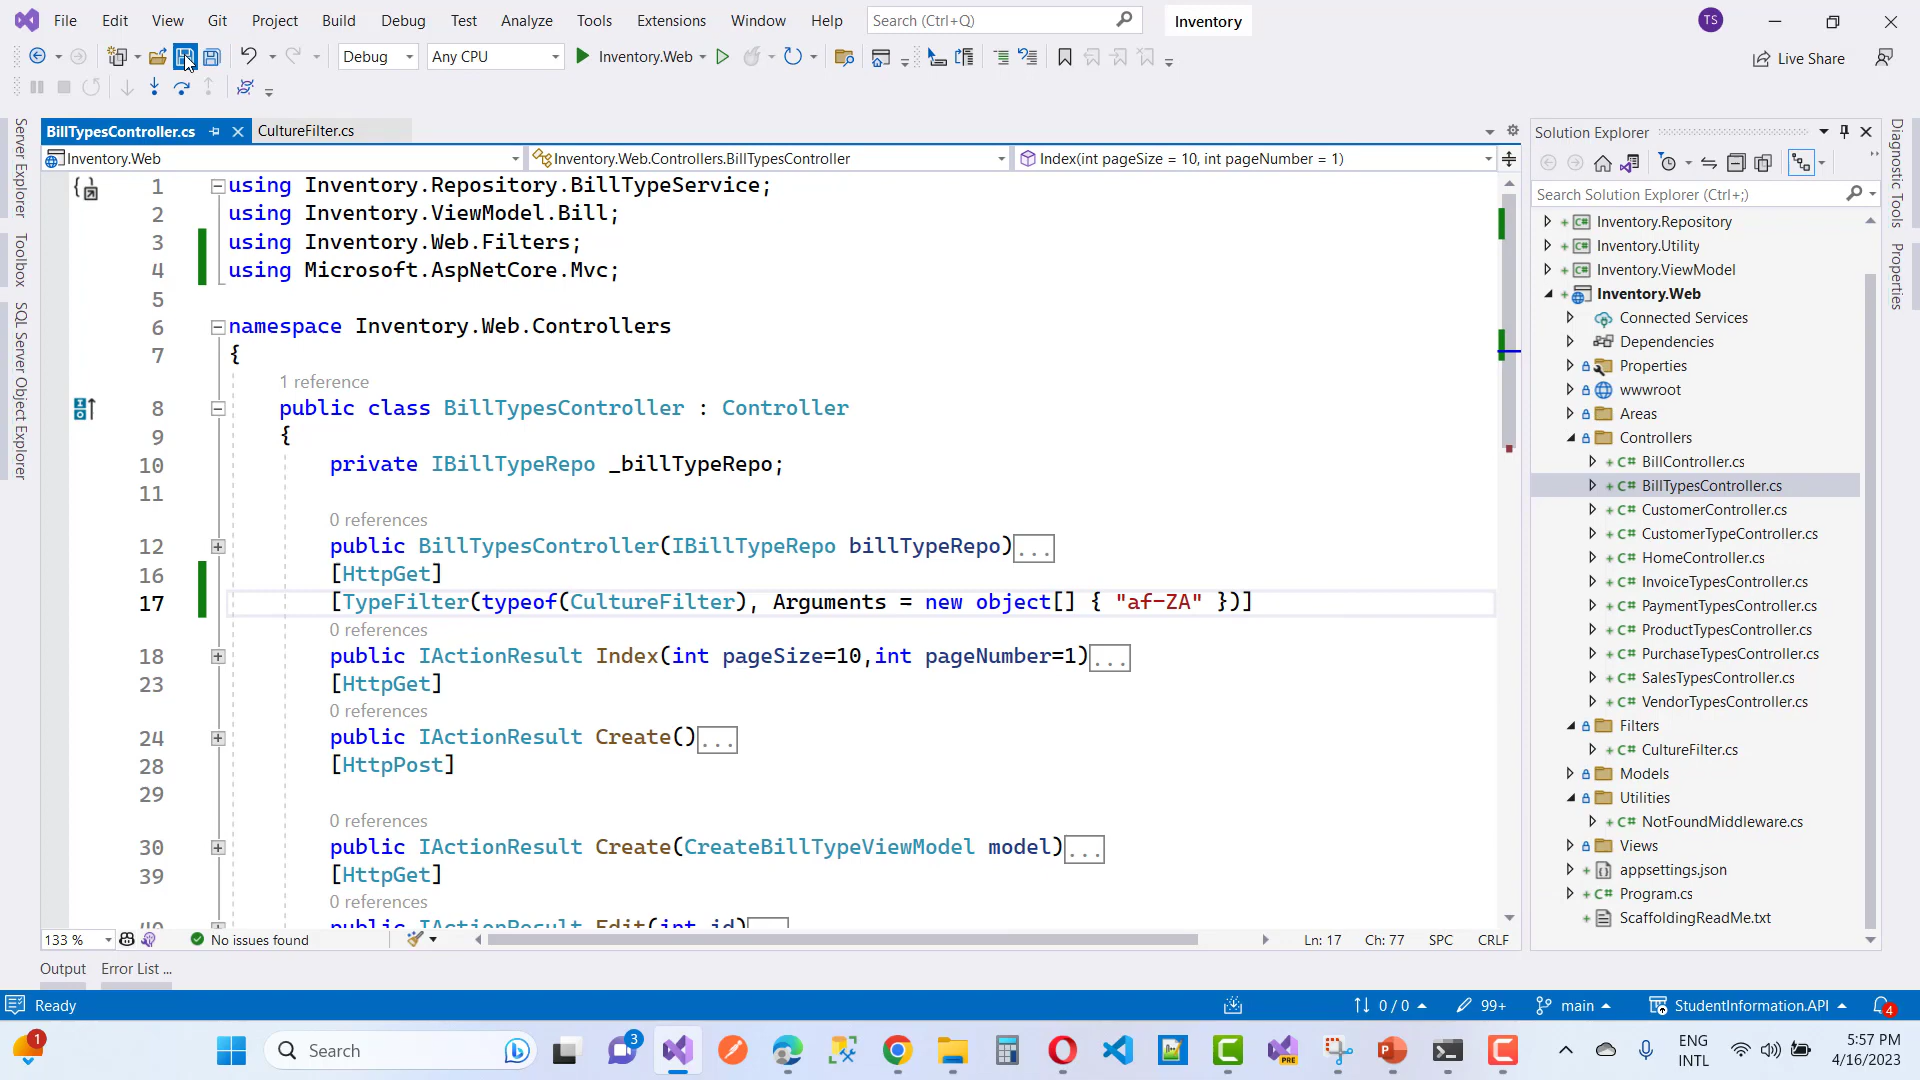 File Edit View Git Project Build Debug Test Analyze Tools Extensions Window Help Search (Ctrl+Q) Inventory TS
Debug Any CPU Inventory.Web Live Share
BillTypesController.cs CultureFilter.cs
Inventory.Web Inventory.Web.Controllers.BillTypesController Index(int pageSize = 10, int pageNumber = 1)
Server Explorer
Toolbox
SQL Server Object Explorer
1 using Inventory.Repository.BillTypeService;
2 using Inventory.ViewModel.Bill;
3 using Inventory.Web.Filters;
4 using Microsoft.AspNetCore.Mvc;
5
6 namespace Inventory.Web.Controllers
7 {
1 reference
8 public class BillTypesController : Controller
9 {
10 private IBillTypeRepo _billTypeRepo;
11
0 references
12 public BillTypesController(IBillTypeRepo billTypeRepo)...
16 [HttpGet]
17 [TypeFilter(typeof(CultureFilter), Arguments = new object[] { "af-ZA" })]
0 references
18 public IActionResult Index(int pageSize=10,int pageNumber=1)...
23 [HttpGet]
0 references
24 public IActionResult Create()...
28 [HttpPost]
29
0 references
30 public IActionResult Create(CreateBillTypeViewModel model)...
39 [HttpGet]
0 references
40 public IActionResult Edit(int id)
133 % No issues found Ln: 17 Ch: 77 SPC CRLF
Solution Explorer
Search Solution Explorer (Ctrl+;)
Inventory.Repository
Inventory.Utility
Inventory.ViewModel
Inventory.Web
Connected Services
Dependencies
Properties
wwwroot
Areas
Controllers
C# BillController.cs
C# BillTypesController.cs
C# CustomerController.cs
C# CustomerTypeController.cs
C# HomeController.cs
C# InvoiceTypesController.cs
C# PaymentTypesController.cs
C# ProductTypesController.cs
C# PurchaseTypesController.cs
C# SalesTypesController.cs
C# VendorTypesController.cs
Filters
C# CultureFilter.cs
Models
Utilities
C# NotFoundMiddleware.cs
Views
appsettings.json
C# Program.cs
ScaffoldingReadMe.txt
Diagnostic Tools
Properties
Output Error List ...
Ready 0 / 0 99+ main StudentInformation.API 4
1 Search 3 PRE ENG INTL 5:57 PM 4/16/2023